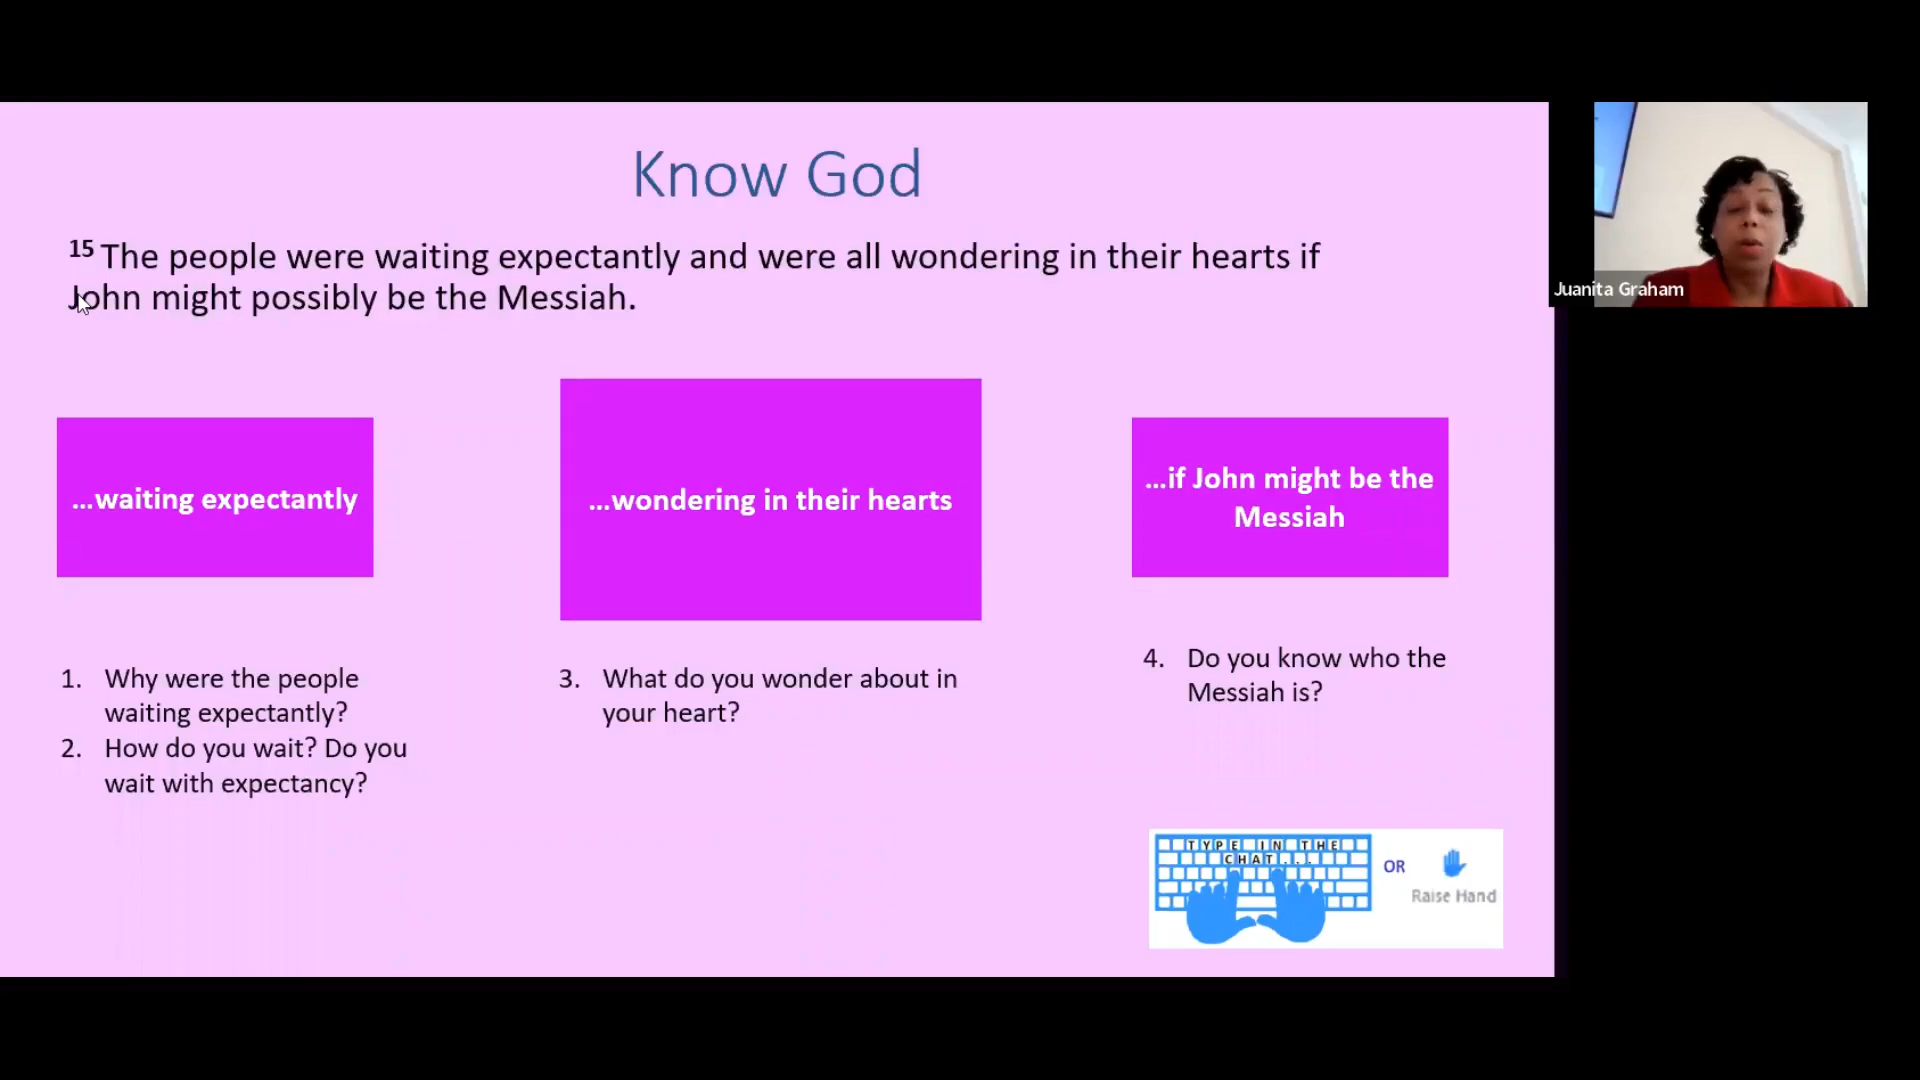 Know God
15 The people were waiting expectantly and were all wondering in their hearts if
John might possibly be the Messiah.
...waiting expectantly
...wondering in their hearts
...if John might be the
Messiah
1. Why were the people
waiting expectantly?
2. How do you wait? Do you
wait with expectancy?
3. What do you wonder about in
your heart?
4. Do you know who the
Messiah is?
TYPE IN THE
CHAT...
OR
Raise Hand
Juanita Graham